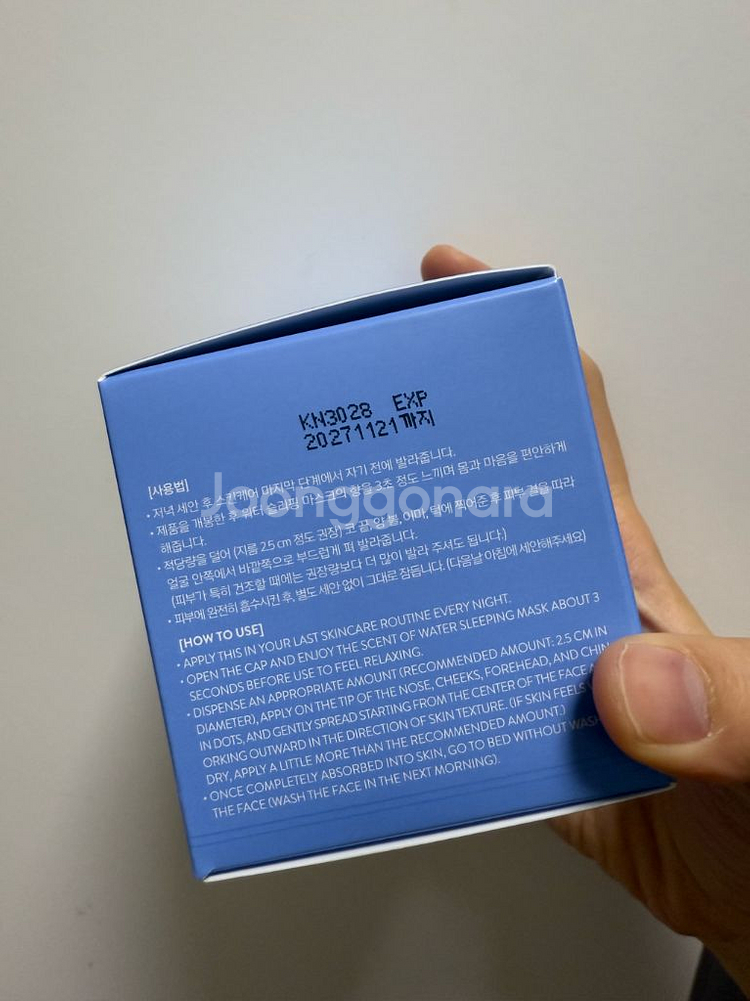 KN3028 EXP
20271121까지
[사용법]
• 저녁 세안 후 스킨케어 마지막 단계에서 자기 전에 발라줍니다.
• 제품을 개봉한 후 워터 슬리핑 마스크의 향을 3초 정도 느끼며 몸과 마음을 편안하게
해줍니다.
• 적당량을 덜어 (지름 2.5 cm 정도 권장) 코 끝, 양 볼, 이마, 턱에 찍어준 후 피부 결을 따라
얼굴 안쪽에서 바깥쪽으로 부드럽게 펴 발라줍니다.
(피부가 특히 건조할 때에는 권장량보다 더 많이 발라 주셔도 됩니다.)
• 피부에 완전히 흡수시킨 후, 별도 세안 없이 그대로 잠듭니다. (다음날 아침에 세안해주세요)
[HOW TO USE]
• APPLY THIS IN YOUR LAST SKINCARE ROUTINE EVERY NIGHT.
• OPEN THE CAP AND ENJOY THE SCENT OF WATER SLEEPING MASK ABOUT 3
SECONDS BEFORE USE TO FEEL RELAXING.
• DISPENSE AN APPROPRIATE AMOUNT (RECOMMENDED AMOUNT: 2.5 CM IN
DIAMETER), APPLY ON THE TIP OF THE NOSE, CHEEKS, FOREHEAD, AND CHIN
IN DOTS, AND GENTLY SPREAD STARTING FROM THE CENTER OF THE FACE
ORKING OUTWARD IN THE DIRECTION OF SKIN TEXTURE. (IF SKIN FEELS
DRY, APPLY A LITTLE MORE THAN THE RECOMMENDED AMOUNT.)
• ONCE COMPLETELY ABSORBED INTO SKIN, GO TO BED WITHOUT WASH
THE FACE (WASH THE FACE IN THE NEXT MORNING).
Joonggonara